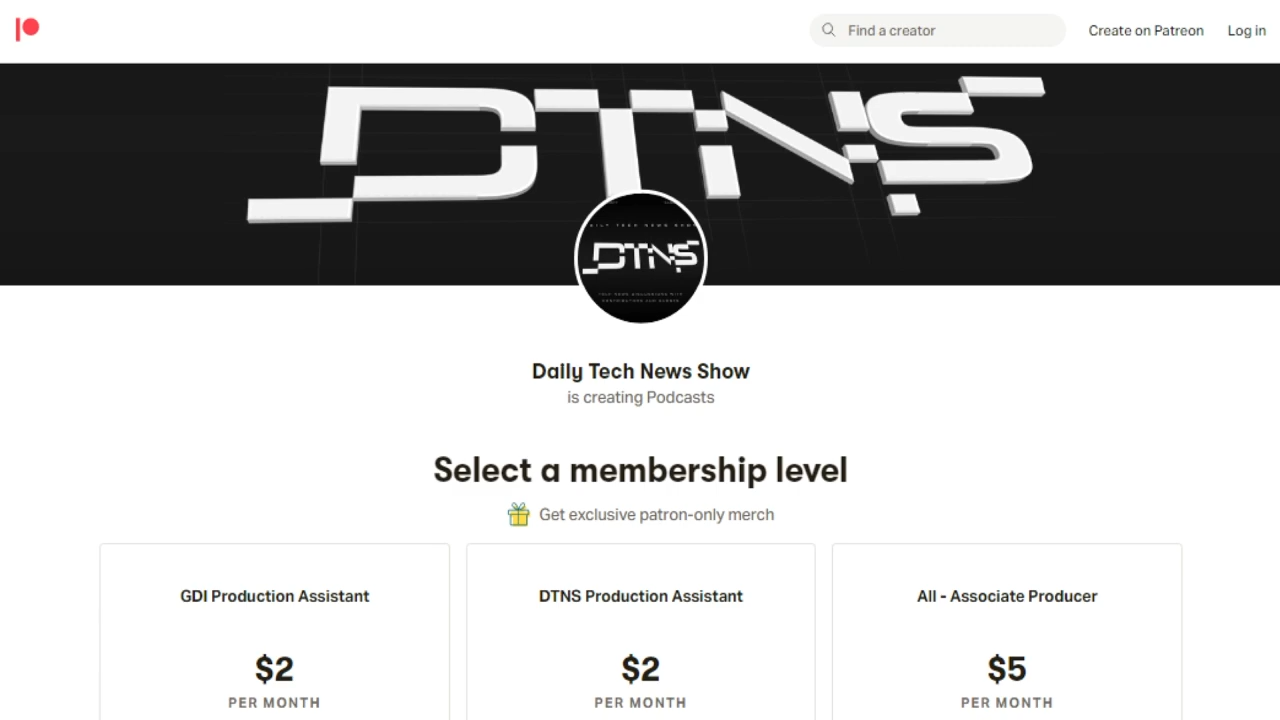 Find a creator
Create on Patreon
Log in
DTNS
DTNS
Daily Tech News Show
is creating Podcasts
Select a membership level
Get exclusive patron-only merch
GDI Production Assistant
DTNS Production Assistant
All - Associate Producer
$2
$2
$5
PER MONTH
PER MONTH
PER MONTH